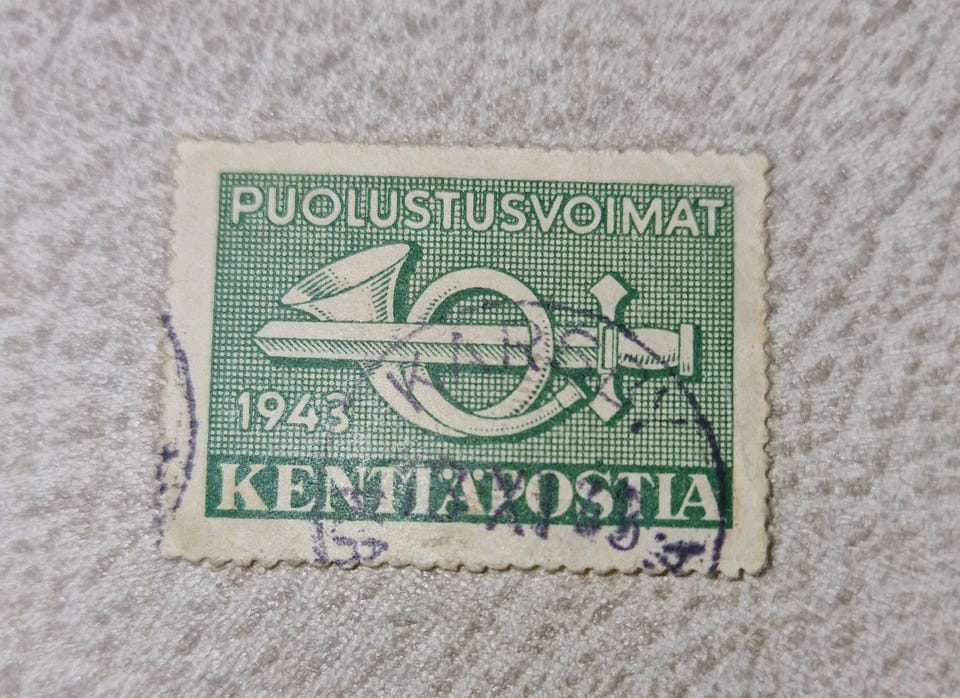 PUOLUSTUSVOIMAT
1943
KENTTÄPOSTIA